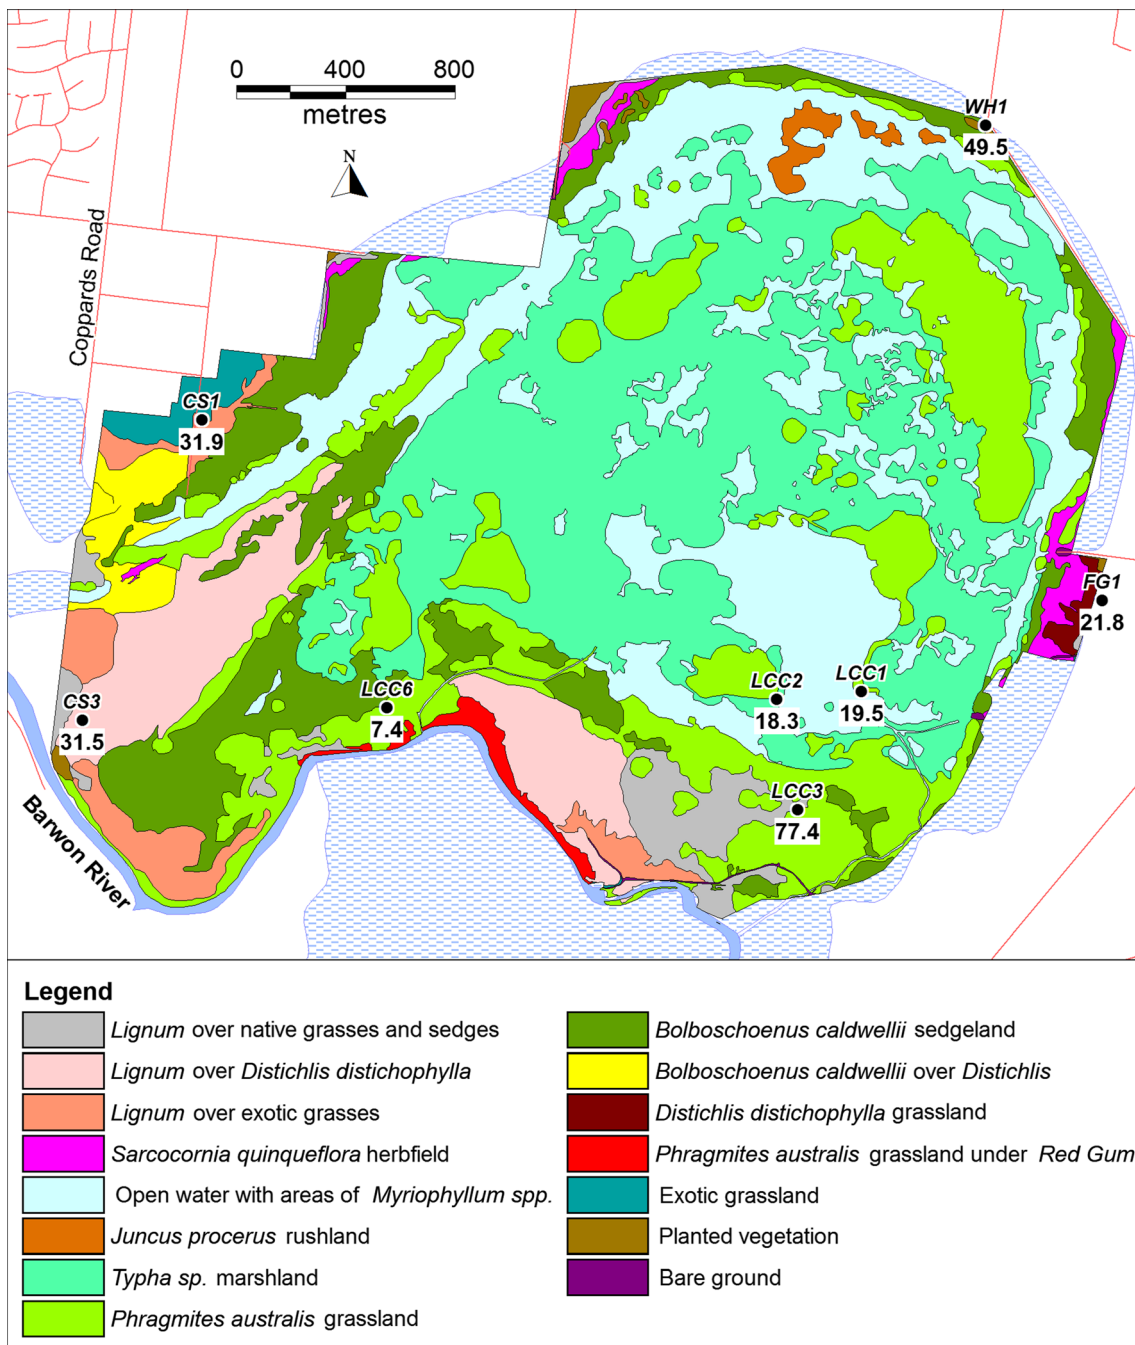 0 400 800
metres
N
WH1
49.5
Coppards Road
CS1
31.9
FG1
21.8
LCC2
18.3
LCC1
19.5
LCC6
7.4
CS3
31.5
LCC3
77.4
Barwon River
Legend
Lignum over native grasses and sedges
Lignum over Distichlis distichophylla
Lignum over exotic grasses
Sarcocornia quinqueflora herbfield
Open water with areas of Myriophyllum spp.
Juncus procerus rushland
Typha sp. marshland
Phragmites australis grassland
Bolboschoenus caldwellii sedgeland
Bolboschoenus caldwellii over Distichlis
Distichlis distichophylla grassland
Phragmites australis grassland under Red Gum
Exotic grassland
Planted vegetation
Bare ground